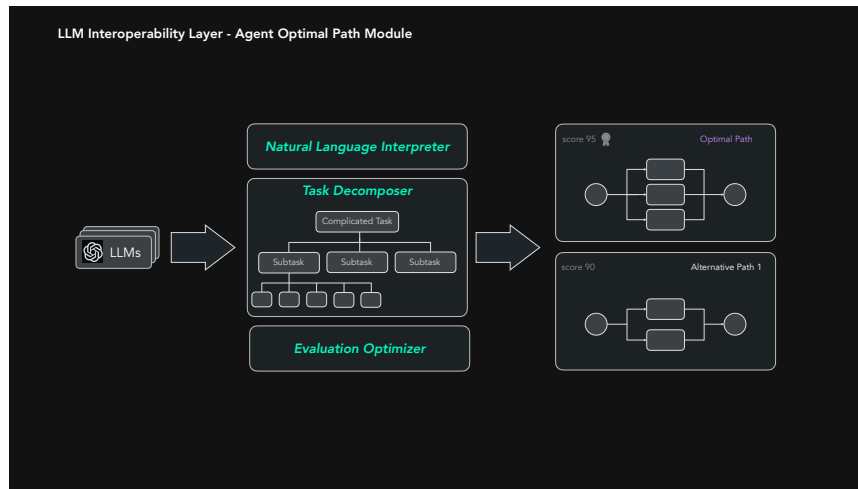 LLM Interoperability Layer - Agent Optimal Path Module
LLMs
Natural Language Interpreter
Task Decomposer
Complicated Task
Subtask Subtask Subtask
Evaluation Optimizer
score 95 Optimal Path
score 90 Alternative Path 1